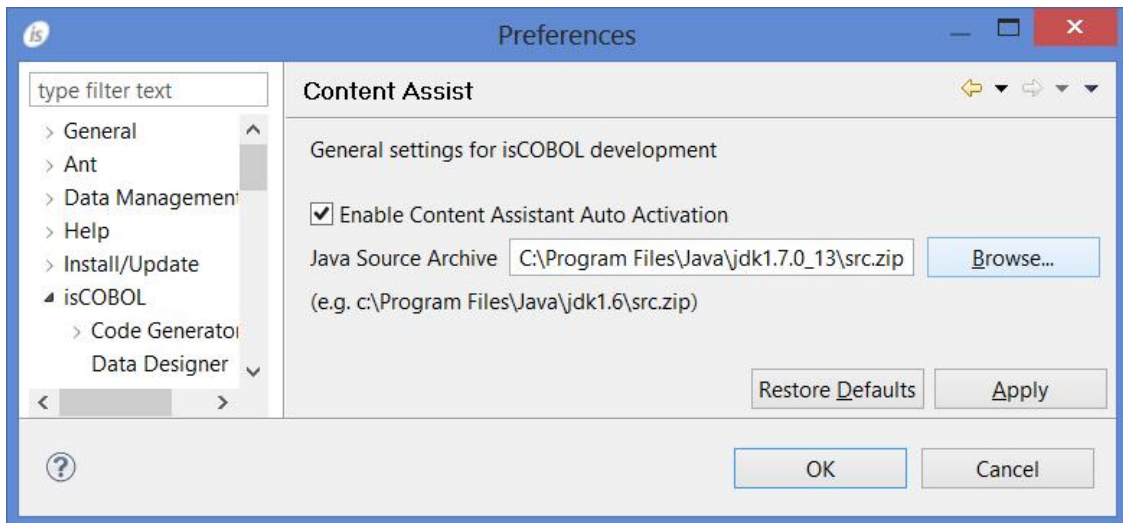 is
Preferences
type filter text
Content Assist
General
Ant
Data Management
Help
Install/Update
isCOBOL
Code Generator
Data Designer
General settings for isCOBOL development
Enable Content Assistant Auto Activation
Java Source Archive C:\Program Files\Java\jdk1.7.0_13\src.zip Browse...
(e.g. c:\Program Files\Java\jdk1.6\src.zip)
Restore Defaults Apply
OK Cancel